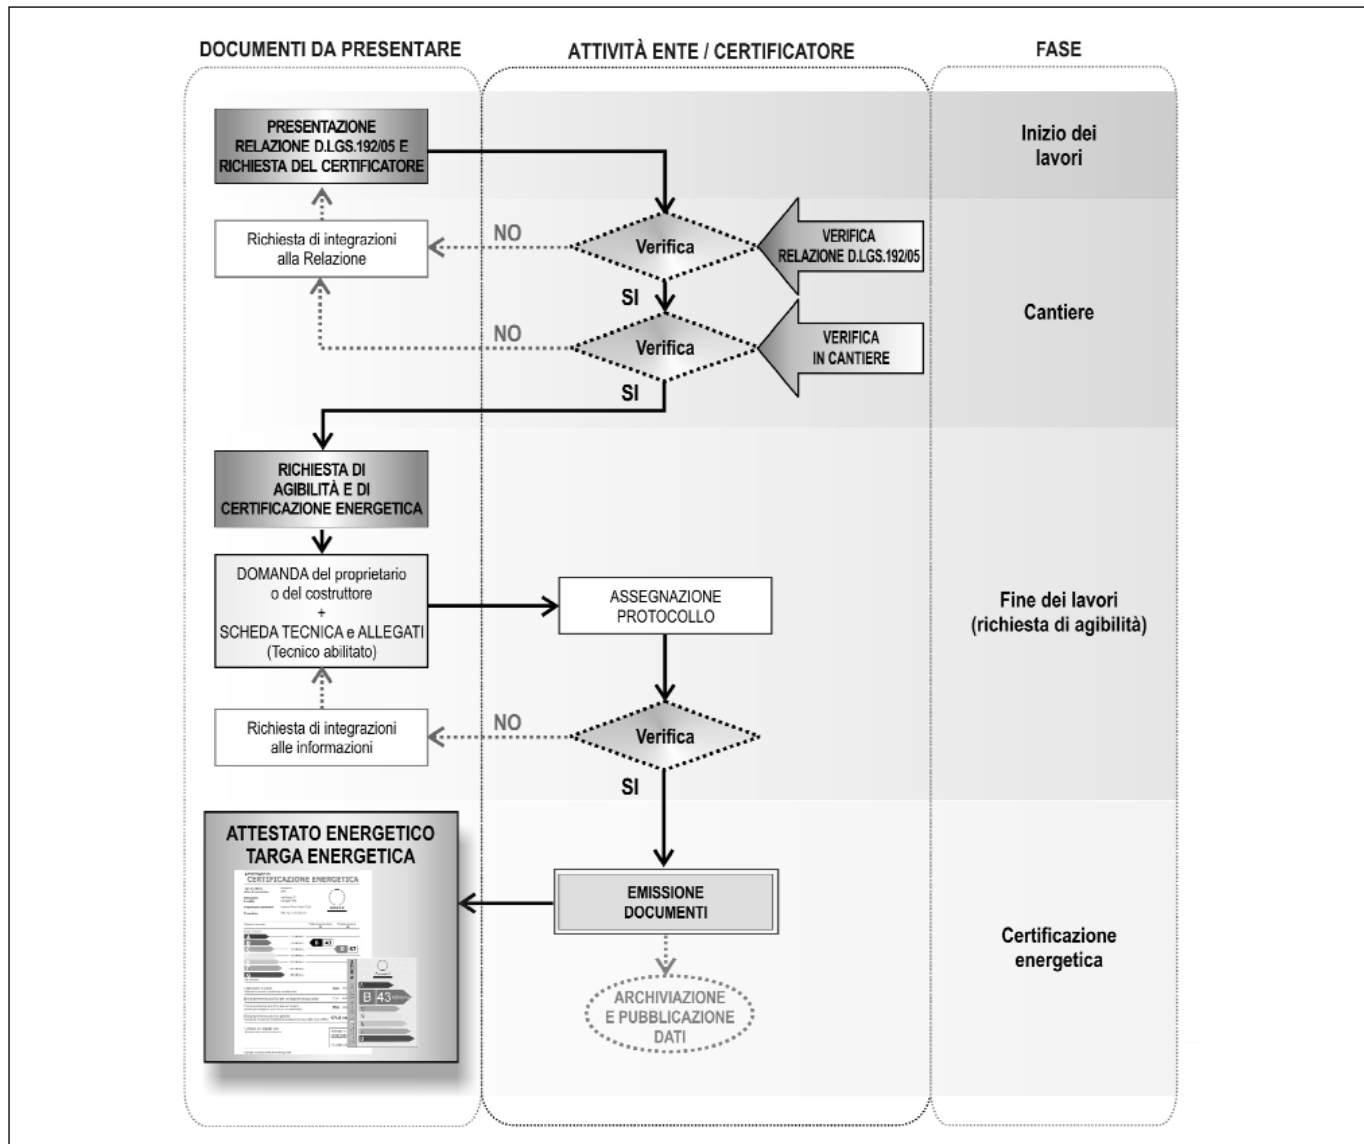 DOCUMENTI DA PRESENTARE
ATTIVITÀ ENTE / CERTIFICATORE
FASE
PRESENTAZIONE
RELAZIONE D.LGS.192/05 E
RICHIESTA DEL CERTIFICATORE
Inizio dei
lavori
Richiesta di integrazioni
alla Relazione
NO
Verifica
VERIFICA
RELAZIONE D.LGS.192/05
SI
NO
Verifica
VERIFICA
IN CANTIERE
SI
Cantiere
RICHIESTA DI
AGIBILITÀ E DI
CERTIFICAZIONE ENERGETICA
DOMANDA del proprietario
o del costruttore
+
SCHEDA TECNICA e ALLEGATI
(Tecnico abilitato)
ASSEGNAZIONE
PROTOCOLLO
Fine dei lavori
(richiesta di agibilità)
Richiesta di integrazioni
alle informazioni
NO
Verifica
SI
ATTESTATO ENERGETICO
TARGA ENERGETICA
CERTIFICAZIONE ENERGETICA
B 43
EMISSIONE
DOCUMENTI
Certificazione
energetica
ARCHIVIAZIONE
E PUBBLICAZIONE
DATI